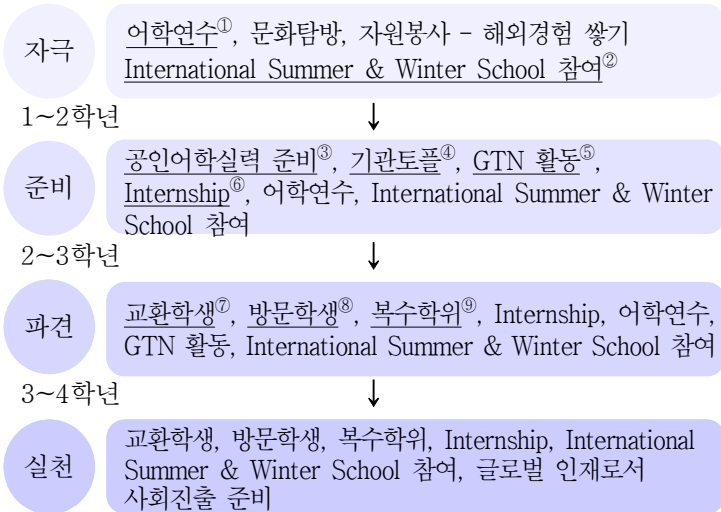 자극
어학연수①, 문화탐방, 자원봉사 - 해외경험 쌓기
International Summer & Winter School 참여②
1~2학년
↓
준비
공인어학실력 준비③, 기관토플④, GTN 활동⑤,
Internship⑥, 어학연수, International Summer & Winter
School 참여
2~3학년
↓
파견
교환학생⑦, 방문학생⑧, 복수학위⑨, Internship, 어학연수,
GTN 활동, International Summer & Winter School 참여
3~4학년
↓
실천
교환학생, 방문학생, 복수학위, Internship, International
Summer & Winter School 참여, 글로벌 인재로서
사회진출 준비